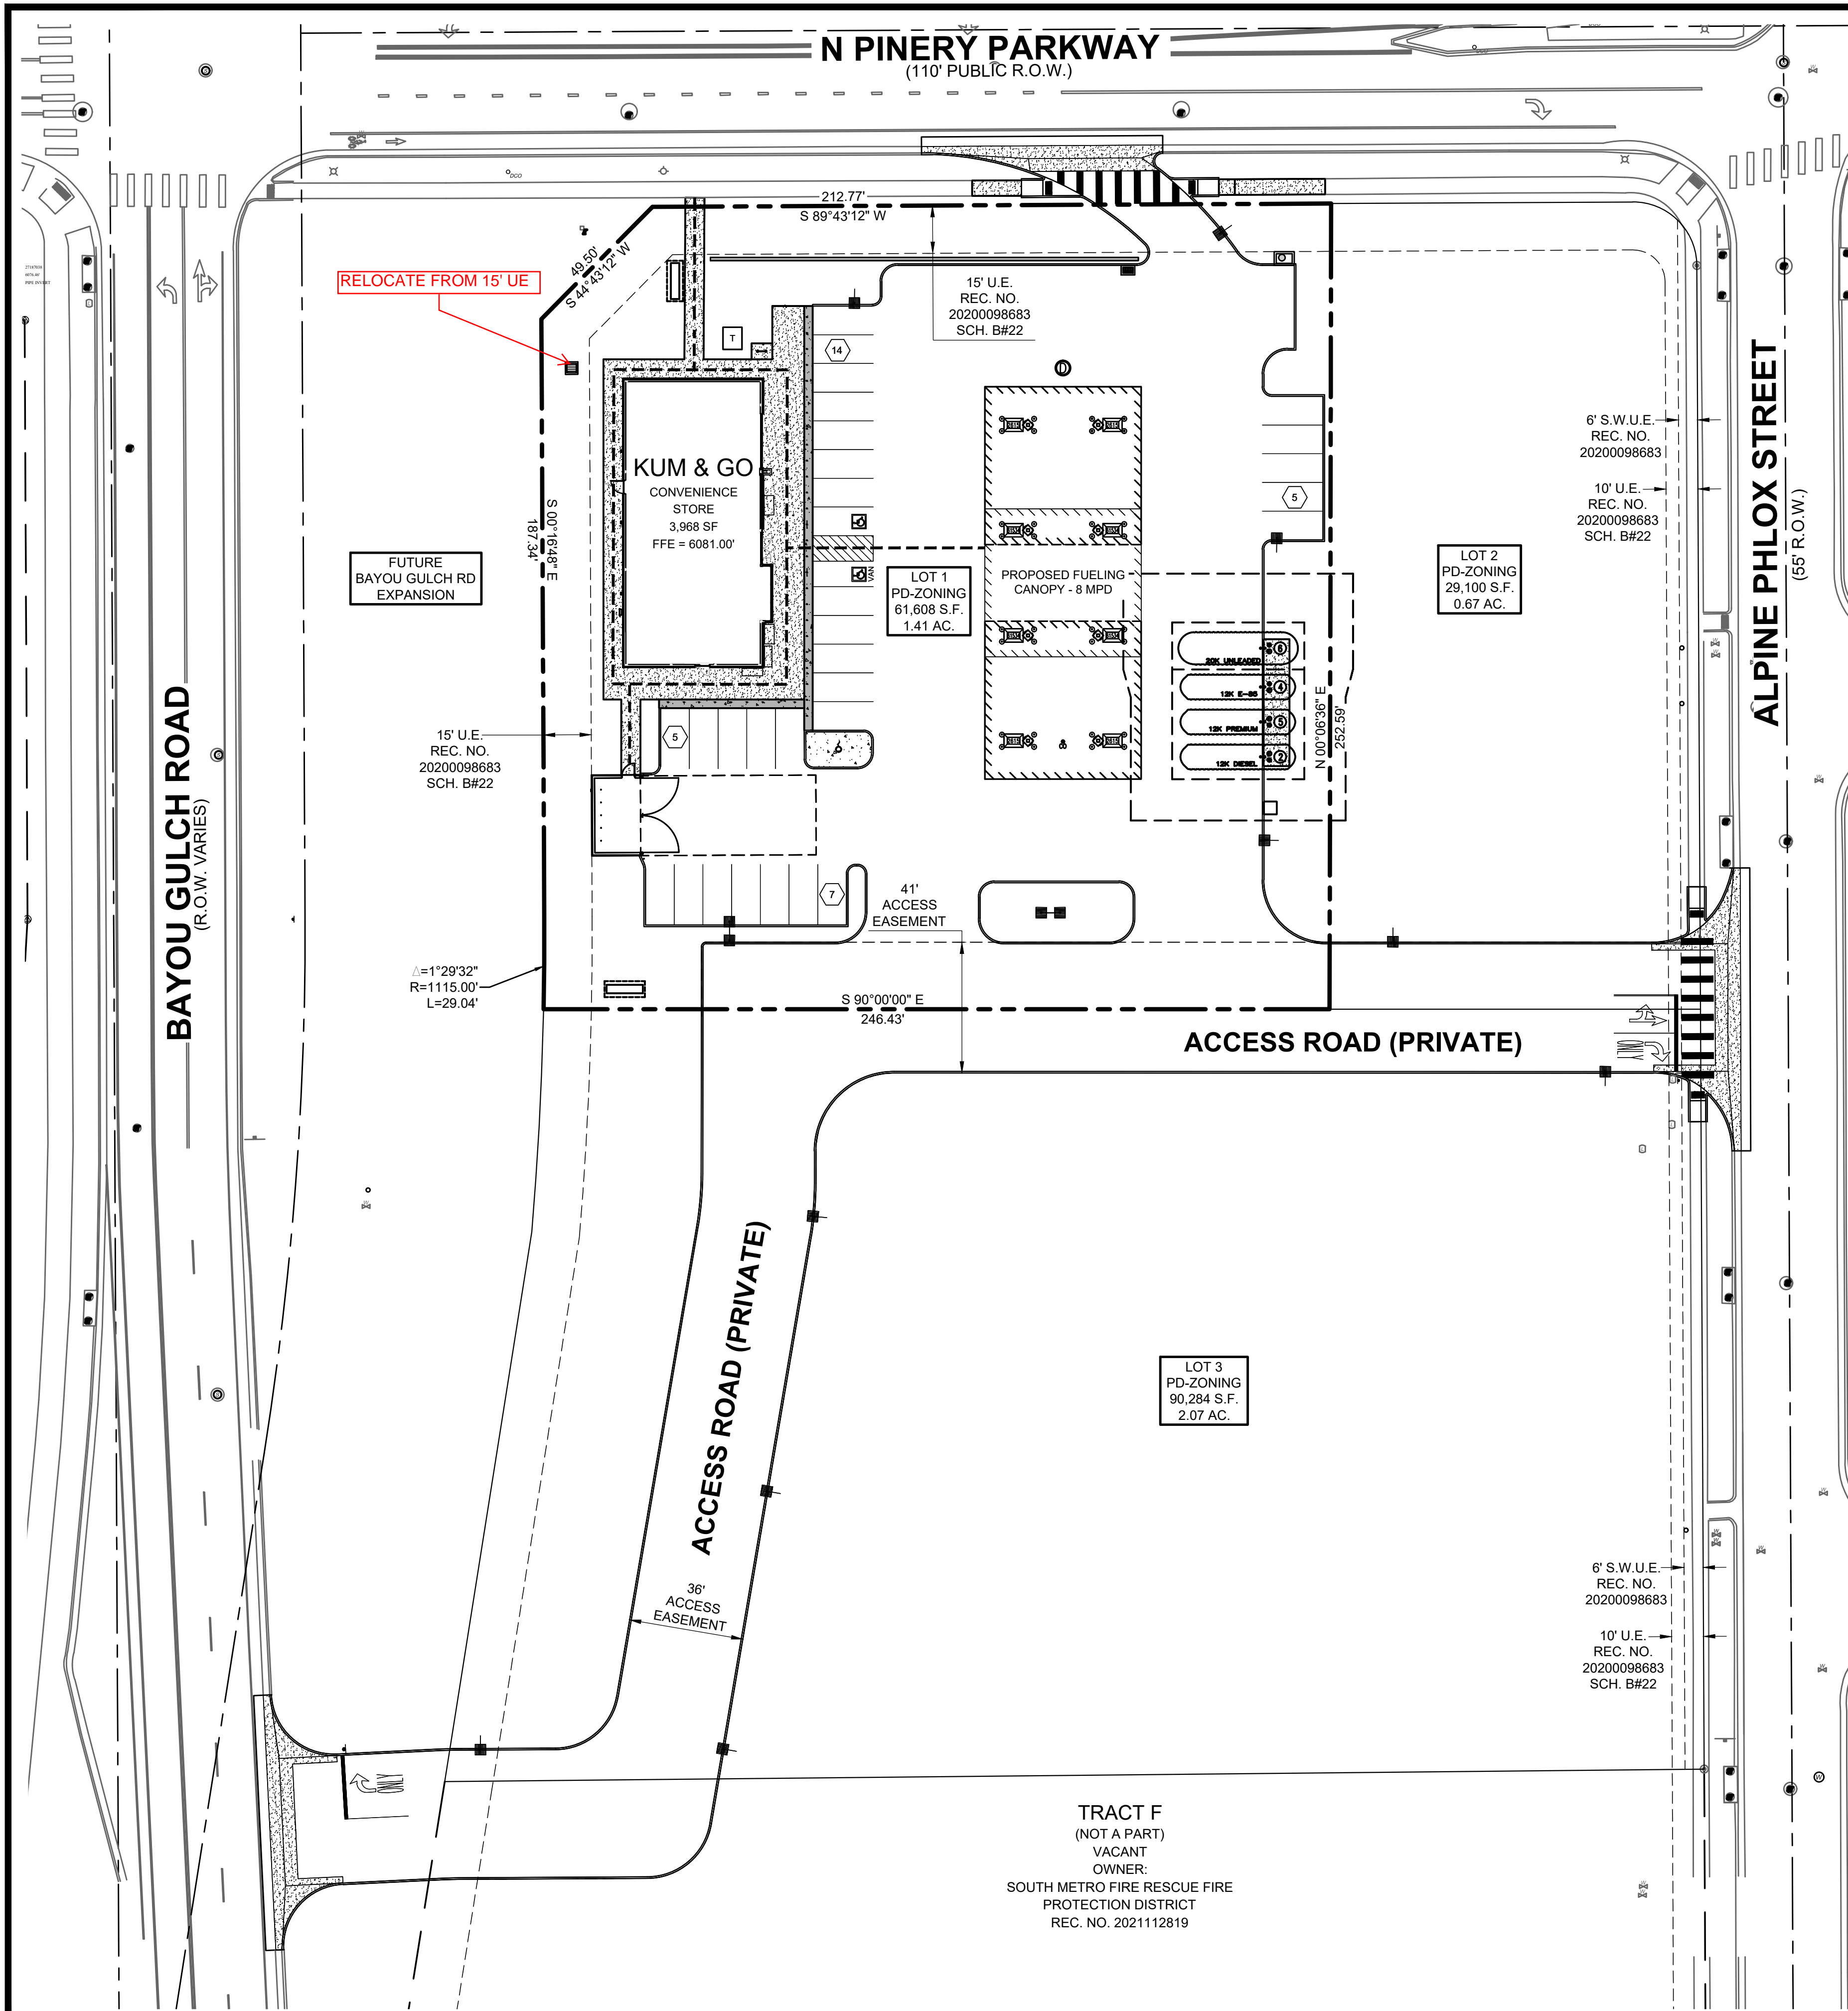 N PINERY PARKWAY
(110' PUBLIC R.O.W.)
DCO
212.77'
S 89°43'12" W
49.50'
S 44°43'12" W
RELOCATE FROM 15' UE
15' U.E.
REC. NO.
20200098683
SCH. B#22
T
14
D
KUM & GO
CONVENIENCE
STORE
3,968 SF
FFE = 6081.00'
S 00°16'48" E
187.34'
FUTURE
BAYOU GULCH RD
EXPANSION
VAN
LOT 1
PD-ZONING
61,608 S.F.
1.41 AC.
PROPOSED FUELING
CANOPY - 8 MPD
5
6' S.W.U.E.
REC. NO.
20200098683
10' U.E.
REC. NO.
20200098683
SCH. B#22
LOT 2
PD-ZONING
29,100 S.F.
0.67 AC.
ALPINE PHLOX STREET
(55' R.O.W.)
20K UNLEADED
6
12K E-85
4
12K PREMIUM
5
12K DIESEL
2
N 00°06'36" E
252.59'
BAYOU GULCH ROAD
(R.O.W. VARIES)
15' U.E.
REC. NO.
20200098683
SCH. B#22
5
7
41'
ACCESS
EASEMENT
Δ=1°29'32"
R=1115.00'
L=29.04'
S 90°00'00" E
246.43'
ACCESS ROAD (PRIVATE)
ONLY
ACCESS ROAD (PRIVATE)
LOT 3
PD-ZONING
90,284 S.F.
2.07 AC.
36'
ACCESS
EASEMENT
6' S.W.U.E.
REC. NO.
20200098683
10' U.E.
REC. NO.
20200098683
SCH. B#22
ONLY
W
TRACT F
(NOT A PART)
VACANT
OWNER:
SOUTH METRO FIRE RESCUE FIRE
PROTECTION DISTRICT
REC. NO. 2021112819